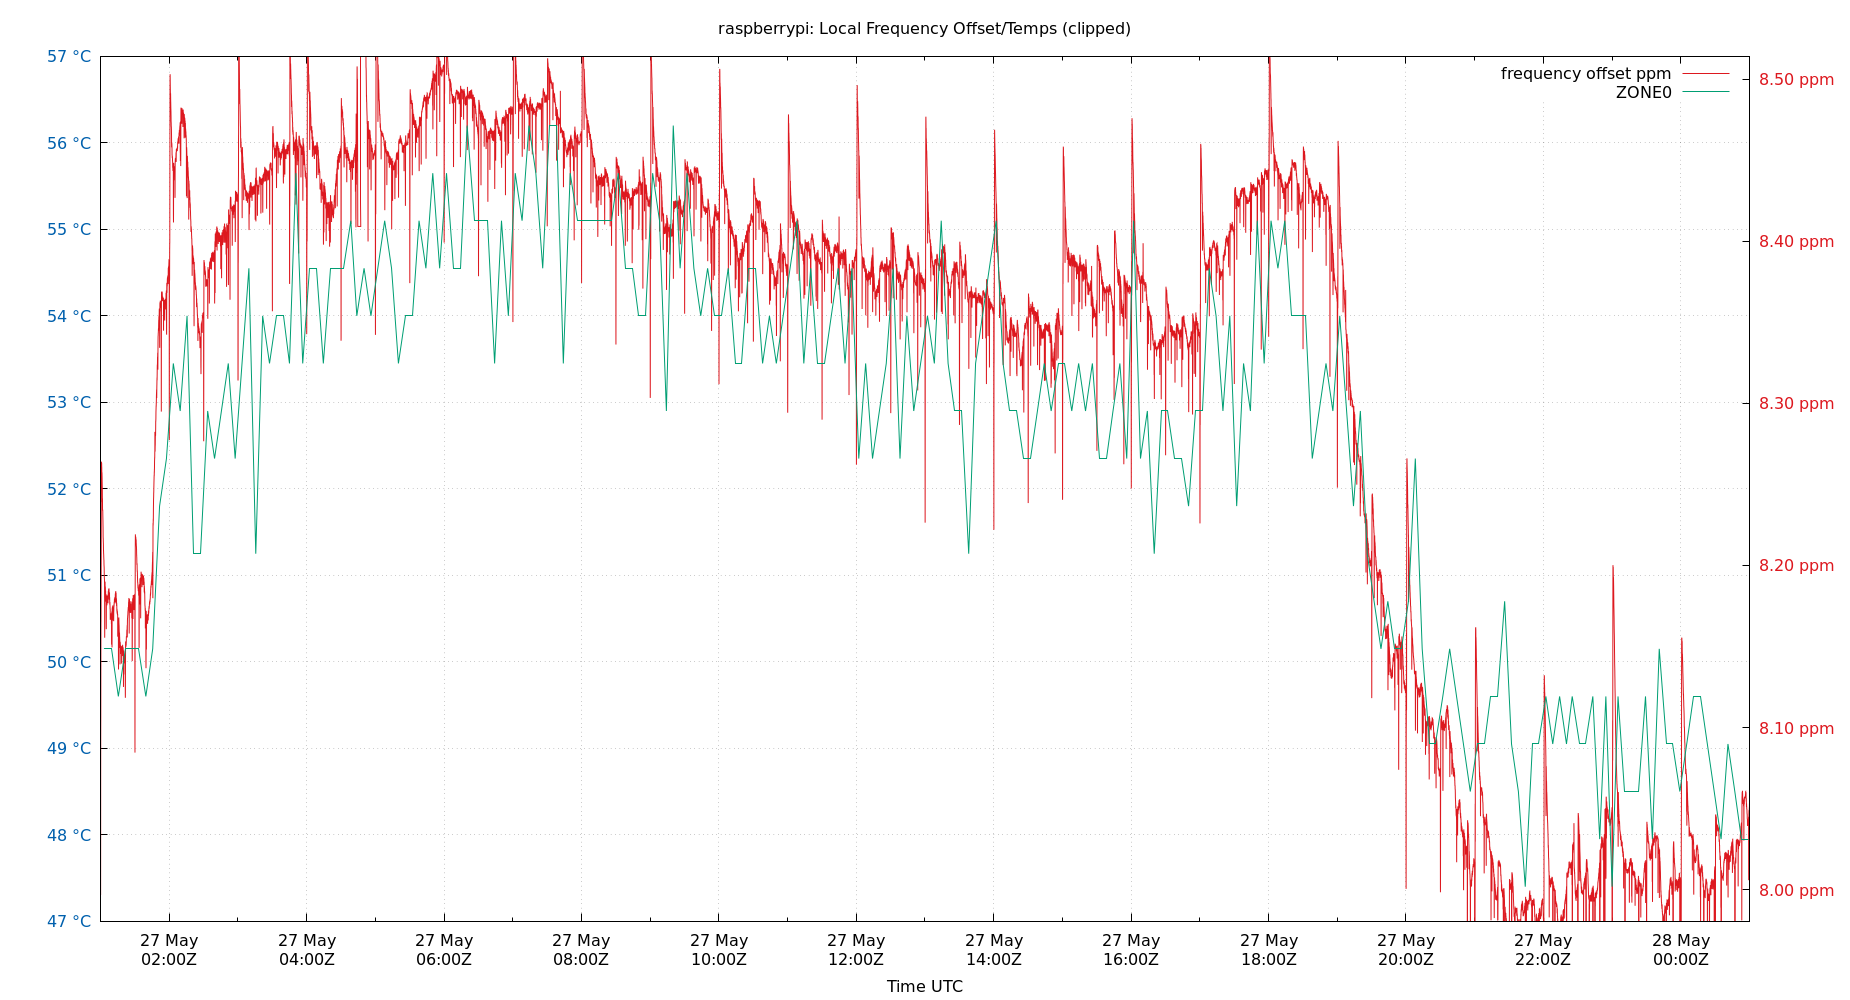 raspberrypi: Local Frequency Offset/Temps (clipped)
frequency offset ppm
ZONE0
57 °C
56 °C
55 °C
54 °C
53 °C
52 °C
51 °C
50 °C
49 °C
48 °C
47 °C
8.50 ppm
8.40 ppm
8.30 ppm
8.20 ppm
8.10 ppm
8.00 ppm
27 May
02:00Z
27 May
04:00Z
27 May
06:00Z
27 May
08:00Z
27 May
10:00Z
27 May
12:00Z
27 May
14:00Z
27 May
16:00Z
27 May
18:00Z
27 May
20:00Z
27 May
22:00Z
28 May
00:00Z
Time UTC